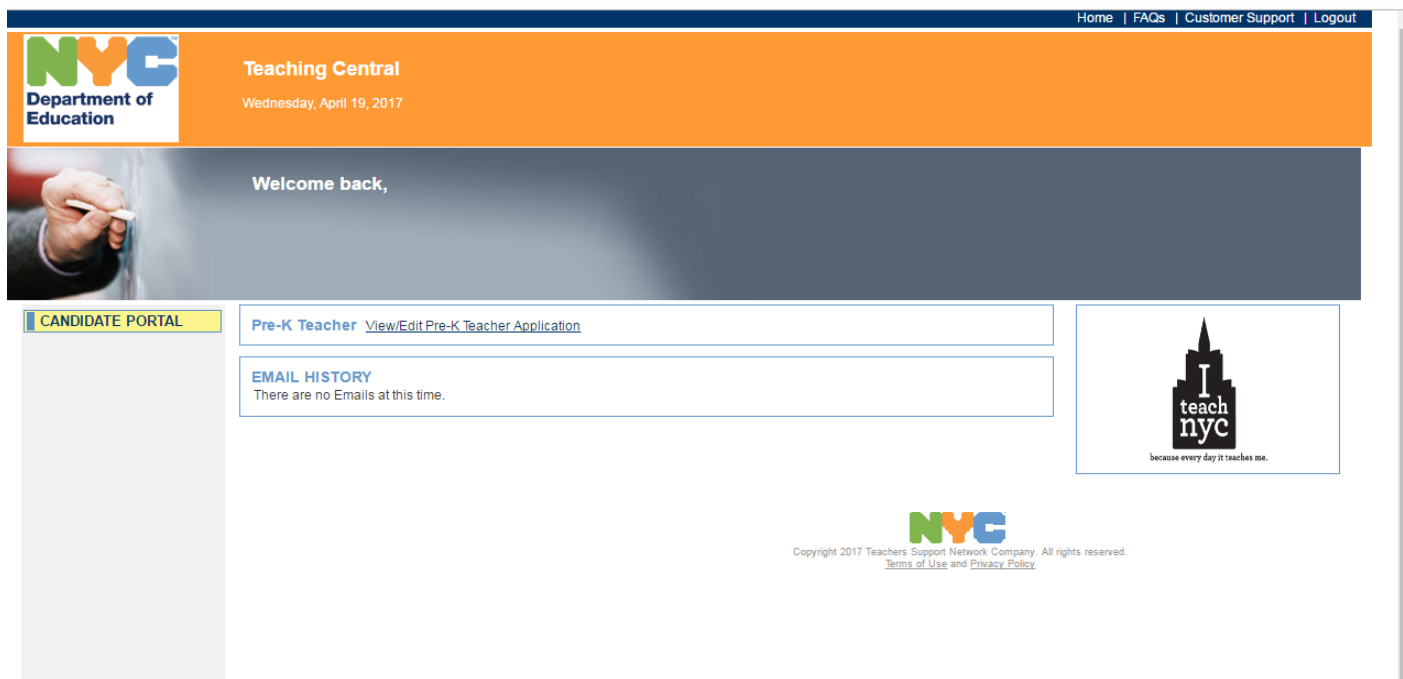 Home | FAQs | Customer Support | Logout
NYC
Department of
Education
Teaching Central
Wednesday, April 19, 2017
Welcome back,
CANDIDATE PORTAL
Pre-K Teacher View/Edit Pre-K Teacher Application
EMAIL HISTORY
There are no Emails at this time.
I
teach
nyc
because every day it teaches me.
NYC
Copyright 2017 Teachers Support Network Company. All rights reserved.
Terms of Use and Privacy Policy